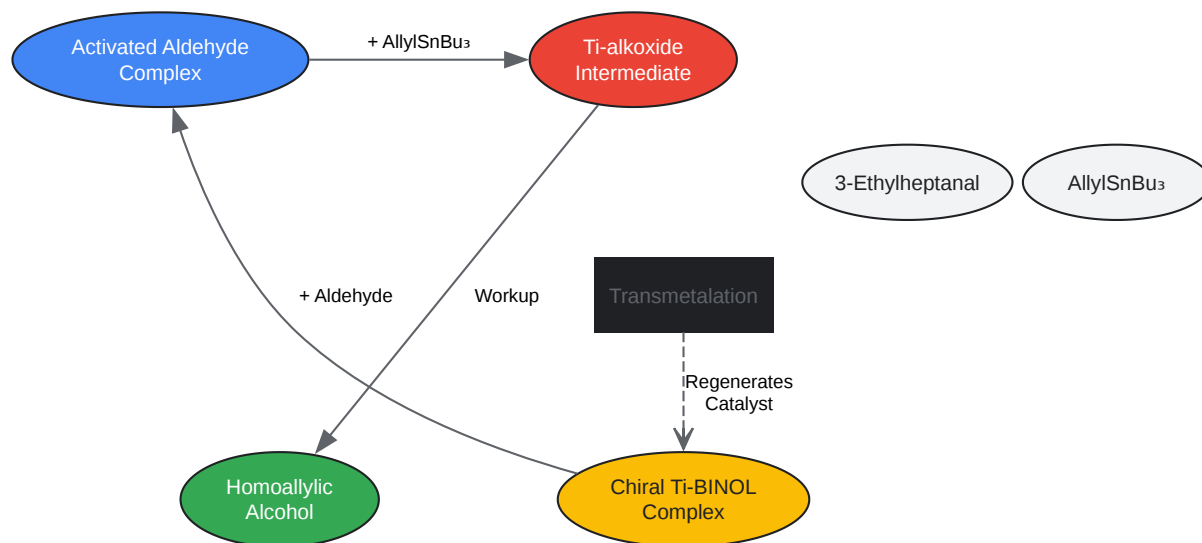 Activated Aldehyde
Complex
+ AllylSnBu₃
Ti-alkoxide
Intermediate
3-Ethylheptanal
AllylSnBu₃
+ Aldehyde
Workup
Transmetalation
Regenerates
Catalyst
Homoallylic
Alcohol
Chiral Ti-BINOL
Complex